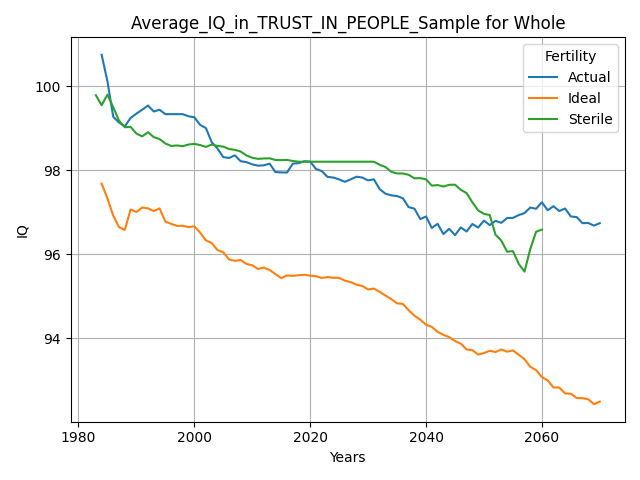 Average_IQ_in_TRUST_IN_PEOPLE_Sample for Whole
Fertility
Actual
Ideal
Sterile
IQ
100
98
96
94
1980
2000
2020
2040
2060
Years